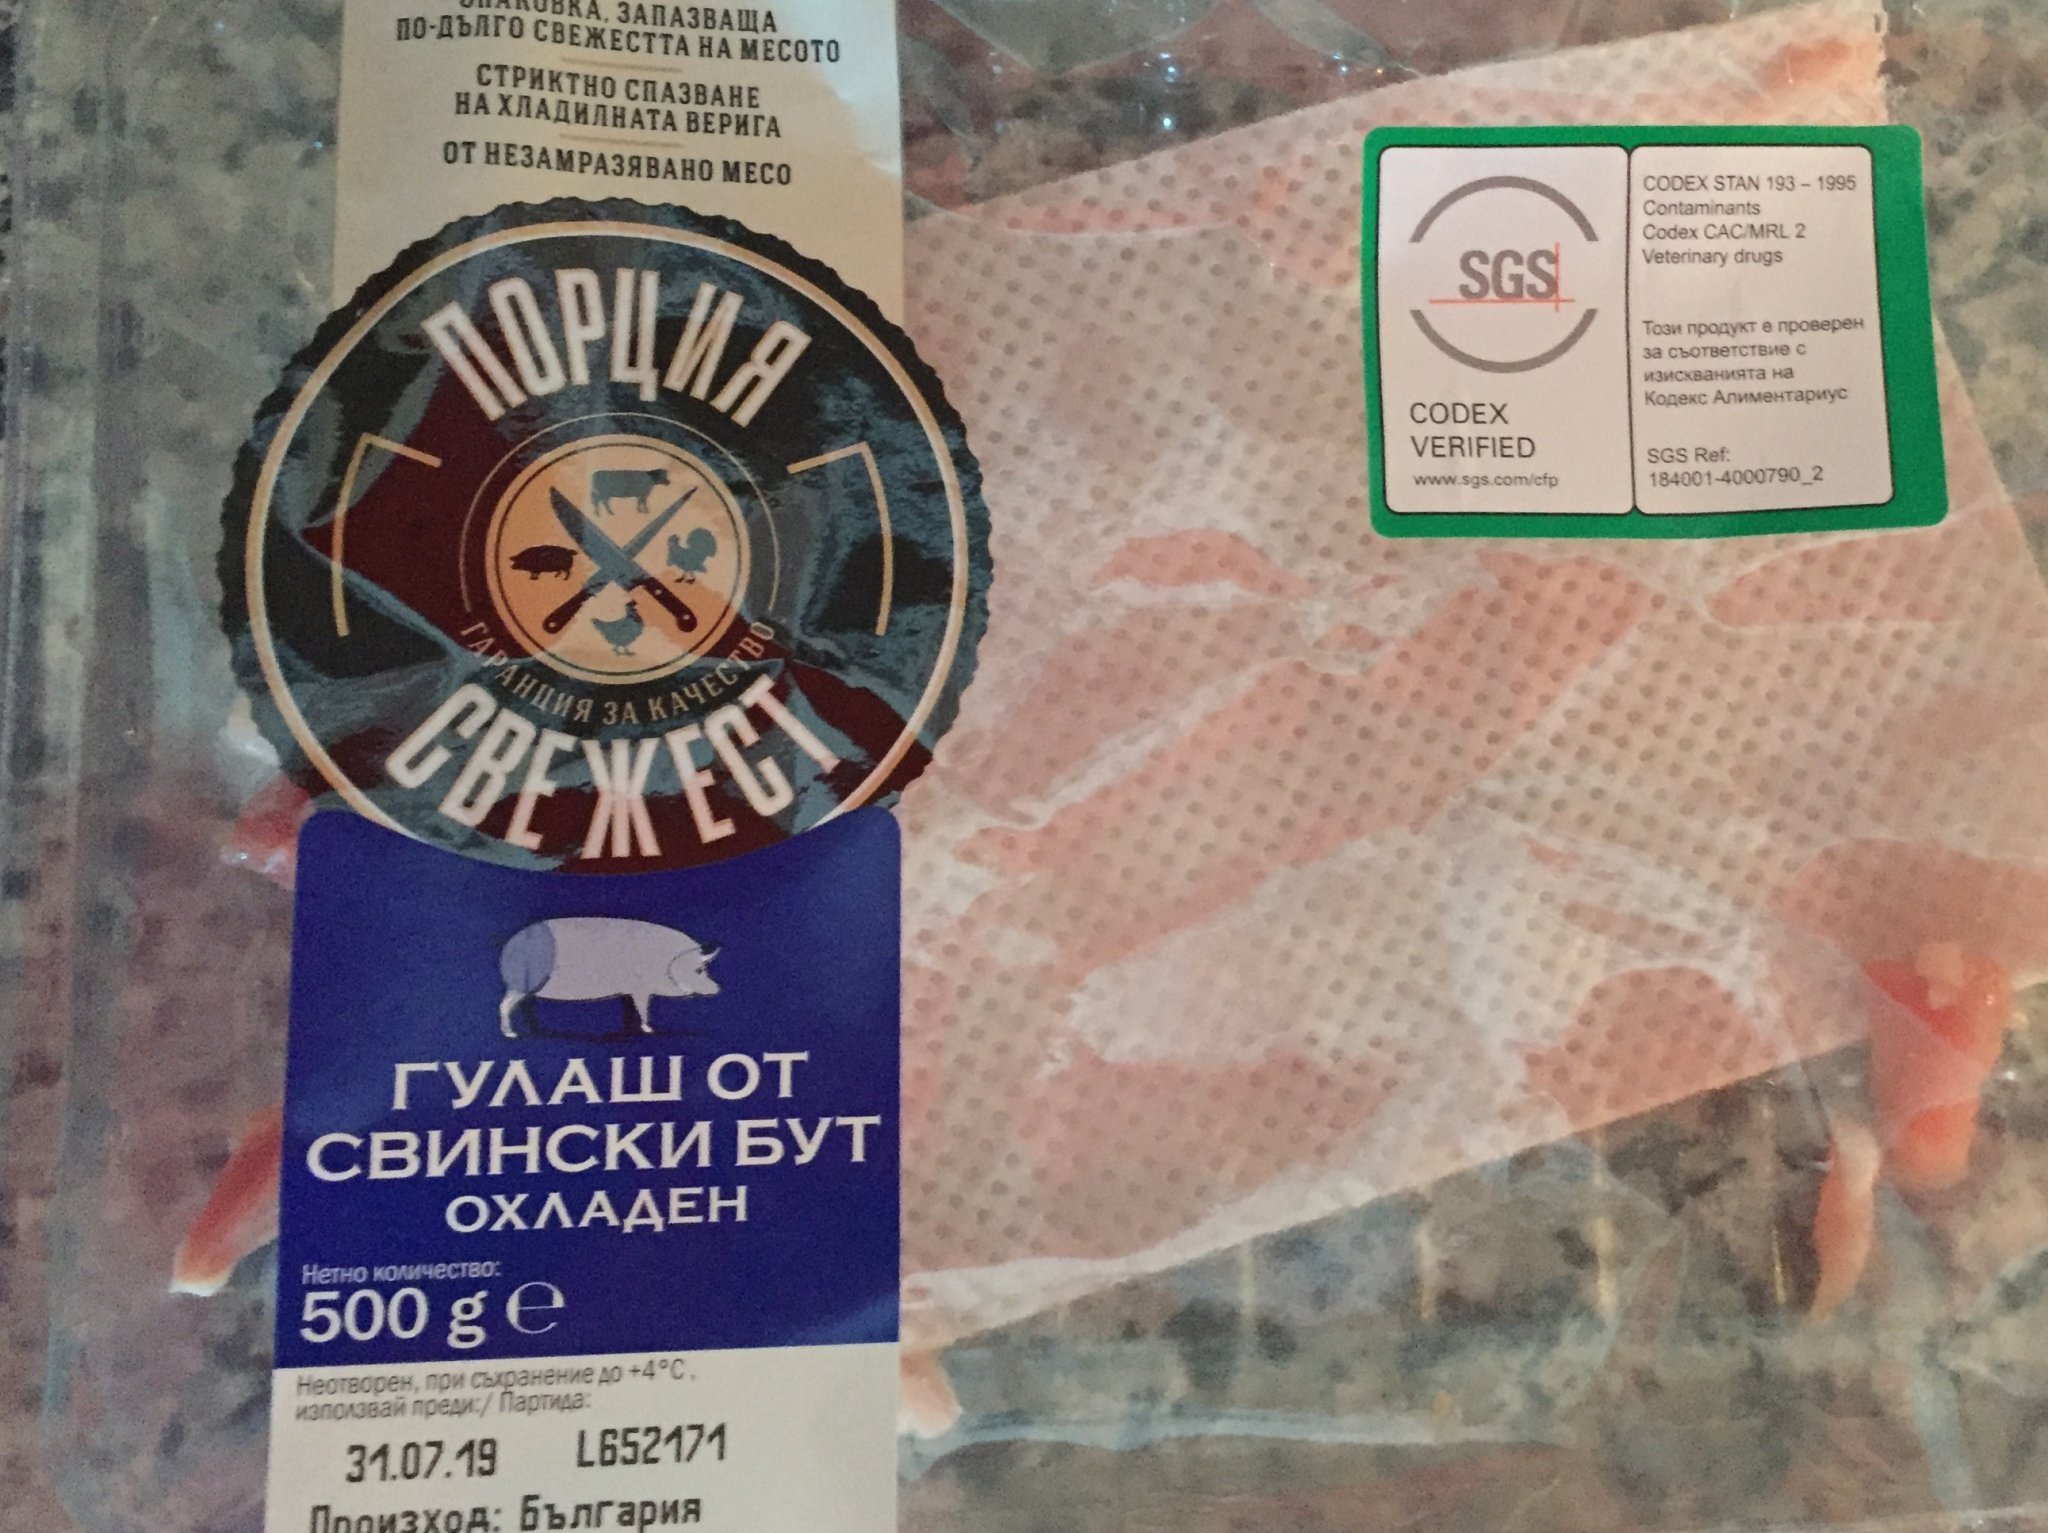 ОПАКОВКА, ЗАПАЗВАЩА
ПО-ДЪЛГО СВЕЖЕСТТА НА МЕСОТО
СТРИКТНО СПАЗВАНЕ
НА ХЛАДИЛНАТА ВЕРИГА
ОТ НЕЗАМРАЗЯВАНО МЕСО
ПОРЦИЯ
ГАРАНЦИЯ ЗА КАЧЕСТВО
СВЕЖЕСТ
ГУЛАШ ОТ
СВИНСКИ БУТ
ОХЛАДЕН
Нетно количество:
500 g ℮
Неотворен, при съхранение до +4°C,
използвай преди:/ Партида:
31.07.19 L652171
Произход: България
SGS
CODEX
VERIFIED
www.sgs.com/cfp
CODEX STAN 193 – 1995
Contaminants
Codex CAC/MRL 2
Veterinary drugs
Този продукт е проверен
за съответствие с
изискванията на
Кодекс Алиментариус
SGS Ref:
184001-4000790_2